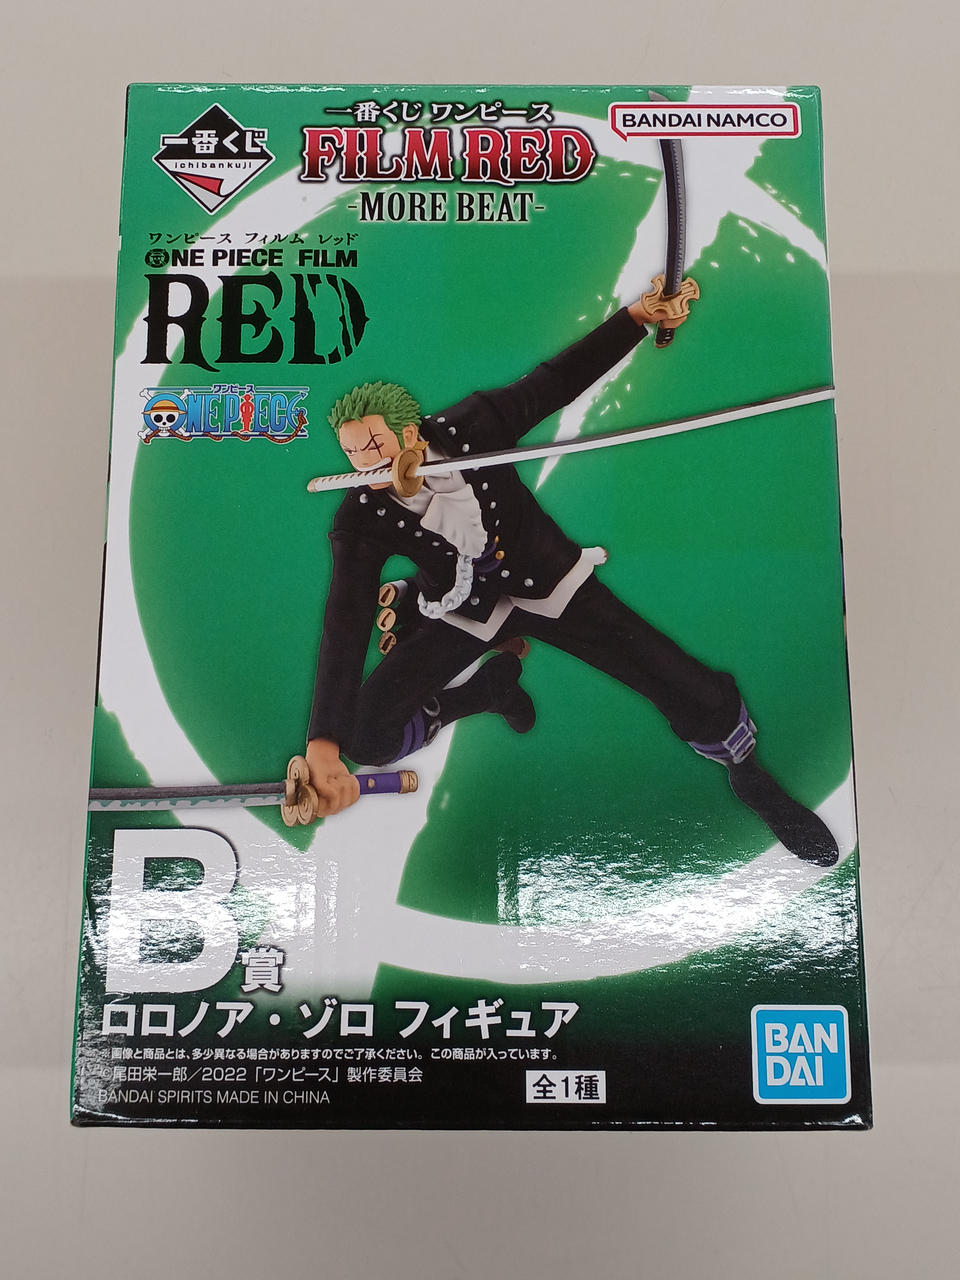 一番くじ
ichibankuji
一番くじ ワンピース
FILM RED
-MORE BEAT-
BANDAI NAMCO
ワンピース フィルム レッド
ONE PIECE FILM
RED
ワンピース
ONE PIECE
B賞
ロロノア・ゾロ フィギュア
※画像と商品とは、多少異なる場合がありますのでご了承ください。この商品が入っています。
©尾田栄一郎／2022「ワンピース」製作委員会
BANDAI SPIRITS MADE IN CHINA
全1種
BAN
DAI